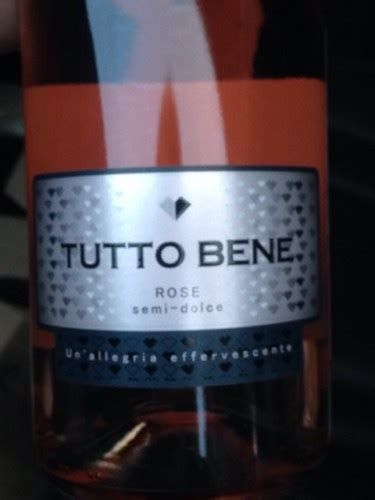 TUTTO BENE
ROSE
semi-dolce
Un'allegria effervescente